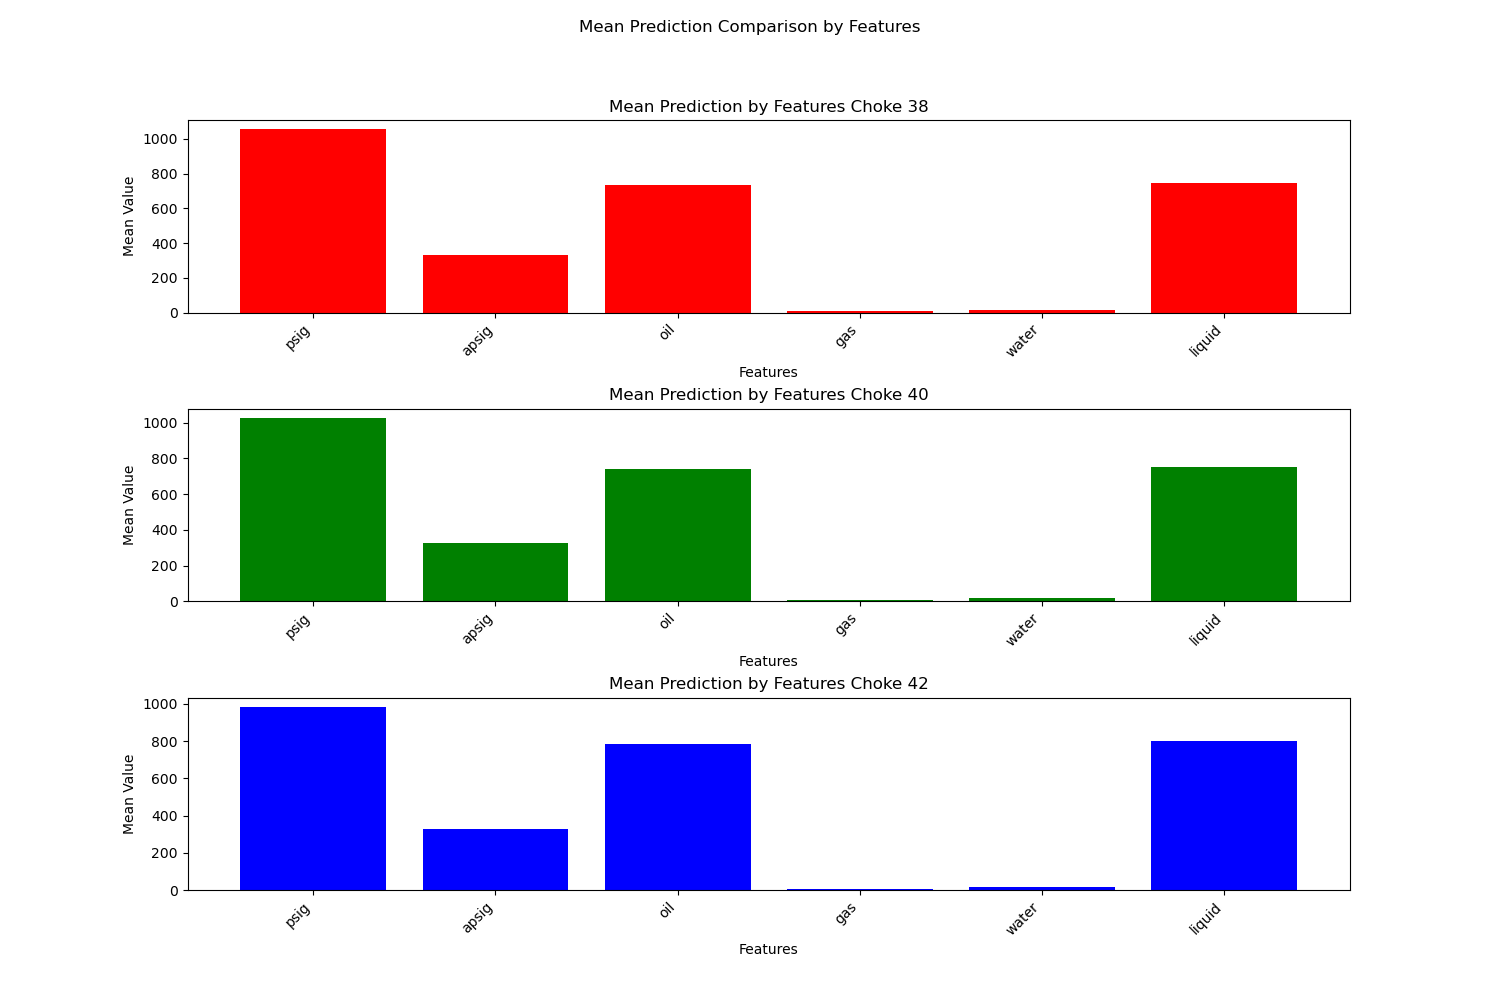 Mean Prediction Comparison by Features
Mean Prediction by Features Choke 38
Mean Value
1000
800
600
400
200
0
psig
apsig
oil
gas
water
liquid
Features
Mean Prediction by Features Choke 40
Mean Value
1000
800
600
400
200
0
psig
apsig
oil
gas
water
liquid
Features
Mean Prediction by Features Choke 42
Mean Value
1000
800
600
400
200
0
psig
apsig
oil
gas
water
liquid
Features